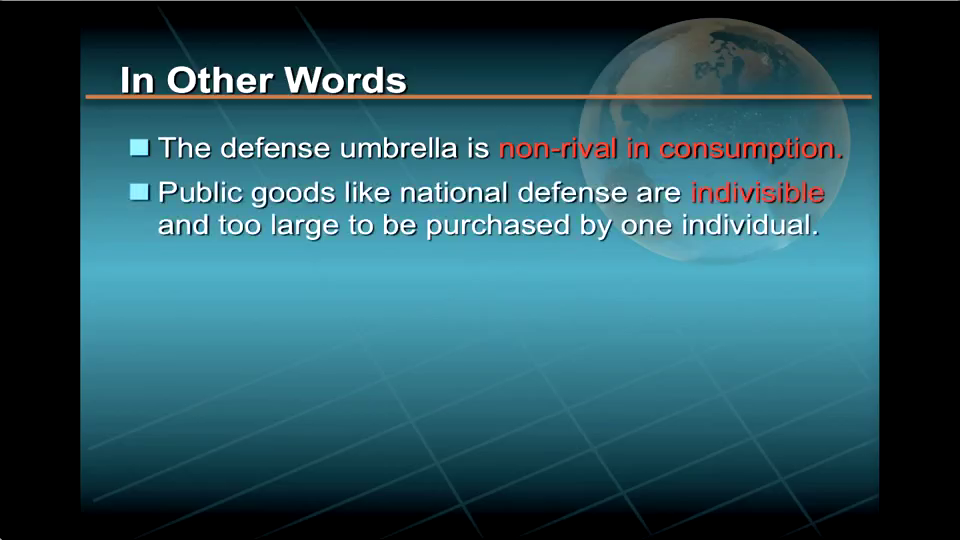 In Other Words
The defense umbrella is non-rival in consumption.
Public goods like national defense are indivisible
and too large to be purchased by one individual.